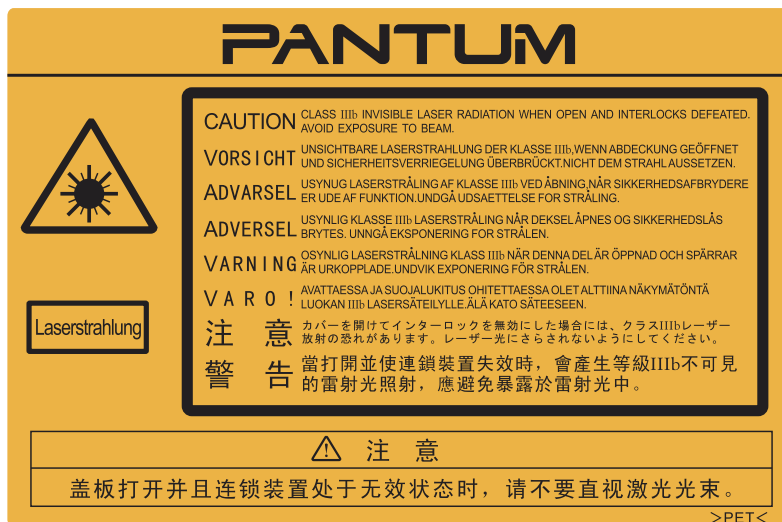 PANTUM
CAUTION CLASS IIIb INVISIBLE LASER RADIATION WHEN OPEN AND INTERLOCKS DEFEATED.
AVOID EXPOSURE TO BEAM.
VORSICHT UNSICHTBARE LASERSTRAHLUNG DER KLASSE IIIb,WENN ABDECKUNG GEÖFFNET
UND SICHERHEITSVERRIEGELUNG ÜBERBRÜCKT.NICHT DEM STRAHL AUSSETZEN.
ADVARSEL USYNUG LASERSTRÅLING AF KLASSE IIIb VED ÅBNING,NÅR SIKKERHEDSAFBRYDERE
ER UDE AF FUNKTION.UNDGÅ UDSAETTELSE FOR STRÅLING.
ADVERSEL USYNLIG KLASSE IIIb LASERSTRÅLING NÅR DEKSEL ÅPNES OG SIKKERHEDSLÅS
BRYTES. UNNGÅ EKSPONERING FOR STRÅLEN.
VARNING OSYNLIG LASERSTRÅLNING KLASS IIIb NÄR DENNA DEL ÄR ÖPPNAD OCH SPÄRRAR
ÄR URKOPPLADE.UNDVIK EXPONERING FÖR STRÅLEN.
VARO! AVATTAESSA JA SUOJALUKITUS OHITETTAESSA OLET ALTTIINA NÄKYMÄTÖNTÄ
LUOKAN IIIb LASERSÄTEILYLLE.ÄLÄ KATO SÄTEESEEN.
注 意 カバーを開けてインターロックを無効にした場合には、クラスIIIbレーザー
放射の恐れがあります。レーザー光にさらされないようにしてください。
警 告 當打開並使連鎖裝置失效時，會產生等級IIIb不可見
的雷射光照射，應避免暴露於雷射光中。
Laserstrahlung
注 意
盖板打开并且连锁装置处于无效状态时，请不要直视激光光束。
>PET<